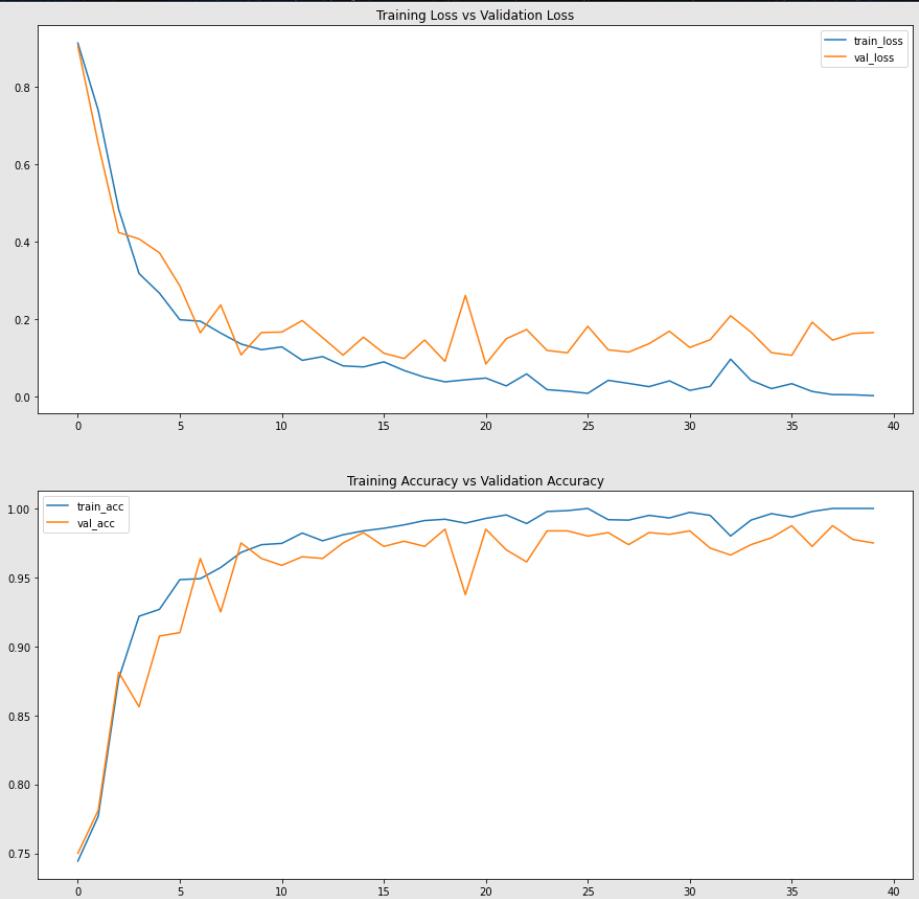 Training Loss vs Validation Loss
train_loss
val_loss
0.8
0.6
0.4
0.2
0.0
0 5 10 15 20 25 30 35 40
Training Accuracy vs Validation Accuracy
train_acc
val_acc
1.00
0.95
0.90
0.85
0.80
0.75
0 5 10 15 20 25 30 35 40